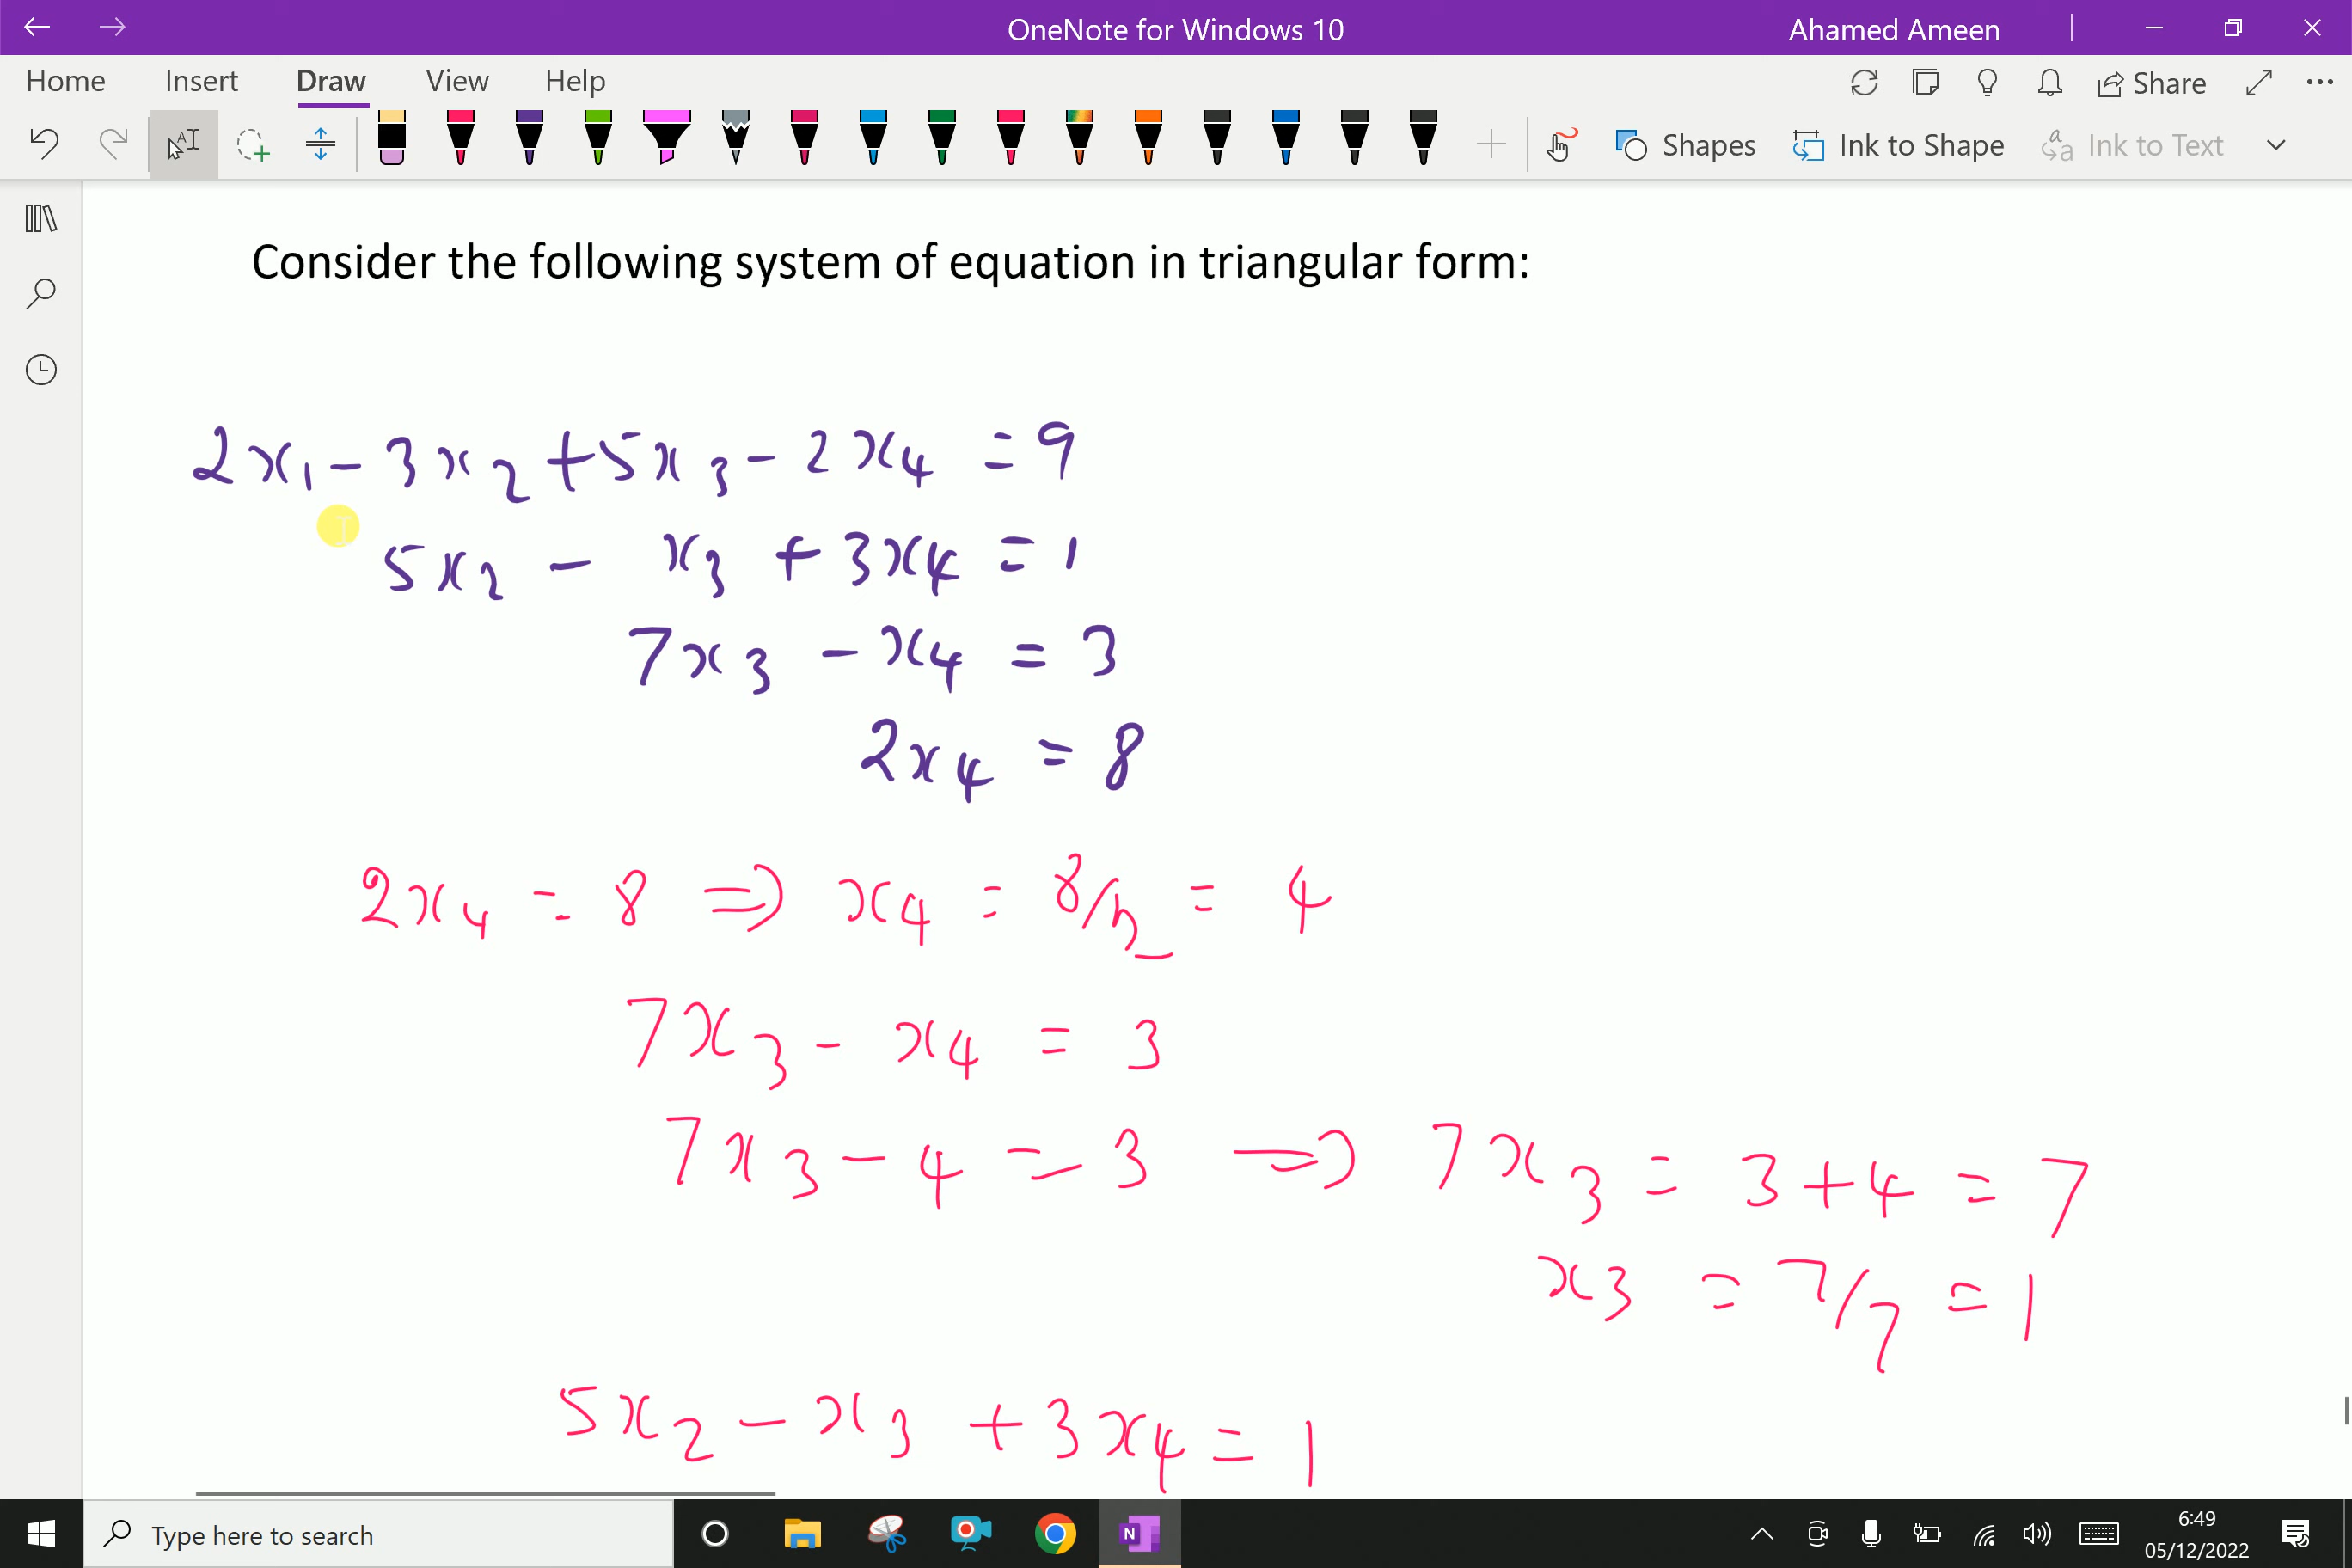 OneNote for Windows 10
Ahamed Ameen
Home Insert Draw View Help
Share
Shapes Ink to Shape Ink to Text
Consider the following system of equation in triangular form:
2x₁ - 3x₂ + 5x₃ - 2x₄ = 9
5x₂ - x₃ + 3x₄ = 1
7x₃ - x₄ = 3
2x₄ = 8
2x₄ = 8 ⇒ x₄ = 8/2 = 4
7x₃ - x₄ = 3
7x₃ - 4 = 3 ⇒ 7x₃ = 3+4 = 7
x₃ = 7/7 = 1
5x₂ - x₃ + 3x₄ = 1
Type here to search
N
6:49
05/12/2022